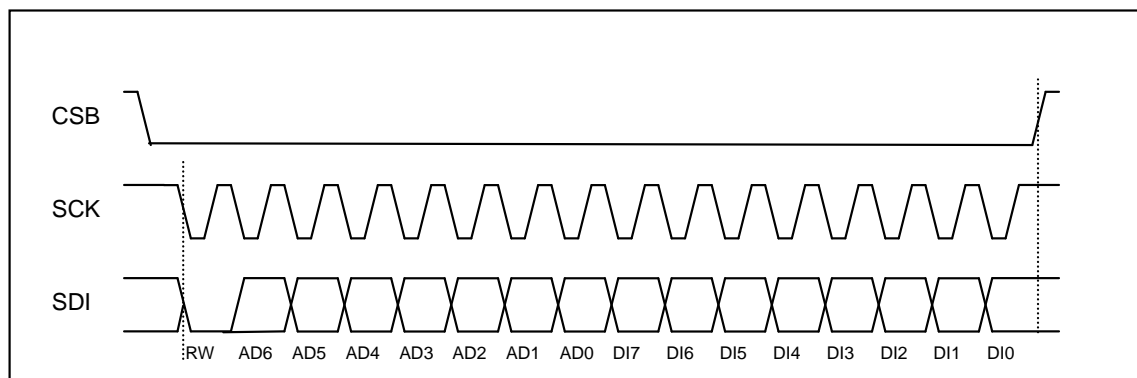 CSB
SCK
SDI
RW AD6 AD5 AD4 AD3 AD2 AD1 AD0 DI7 DI6 DI5 DI4 DI3 DI2 DI1 DI0